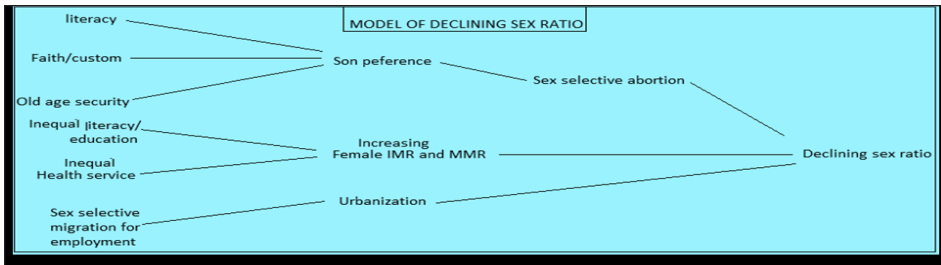 MODEL OF DECLINING SEX RATIO
literacy
Faith/custom
Old age security
Son peference
Sex selective abortion
Inequal literacy/
education
Inequal
Health service
Increasing
Female IMR and MMR
Declining sex ratio
Sex selective
migration for
employment
Urbanization